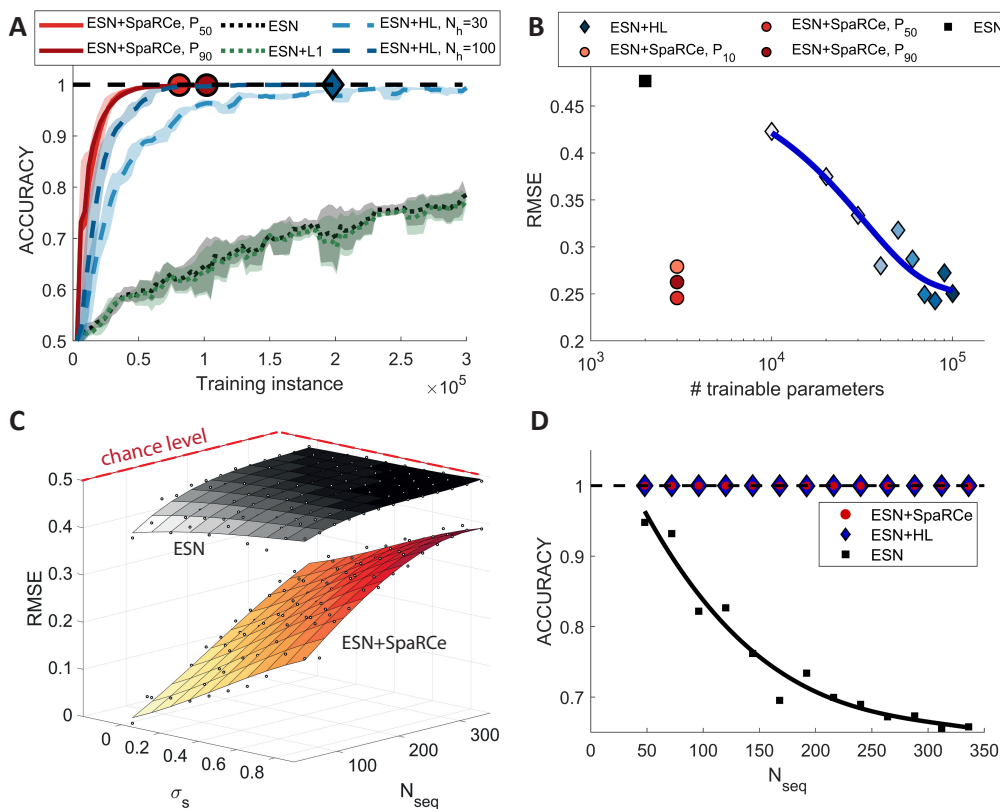 A
ESN+SpaRCe, P50
ESN
ESN+HL, Nh=30
ESN+SpaRCe, P90
ESN+L1
ESN+HL, Nh=100
1
0.9
0.8
0.7
0.6
0.5
ACCURACY
0
0.5
1
1.5
2
2.5
3
Training instance
×10^5
B
ESN+HL
ESN+SpaRCe, P50
ESN
ESN+SpaRCe, P10
ESN+SpaRCe, P90
0.45
0.4
0.35
0.3
0.25
0.2
RMSE
10^3
10^4
10^5
# trainable parameters
C
chance level
0.5
0.4
0.3
0.2
0.1
0
RMSE
ESN
ESN+SpaRCe
0
0.2
0.4
0.6
0.8
σs
100
200
300
Nseq
D
1
0.9
0.8
0.7
ACCURACY
ESN+SpaRCe
ESN+HL
ESN
0
50
100
150
200
250
300
350
Nseq